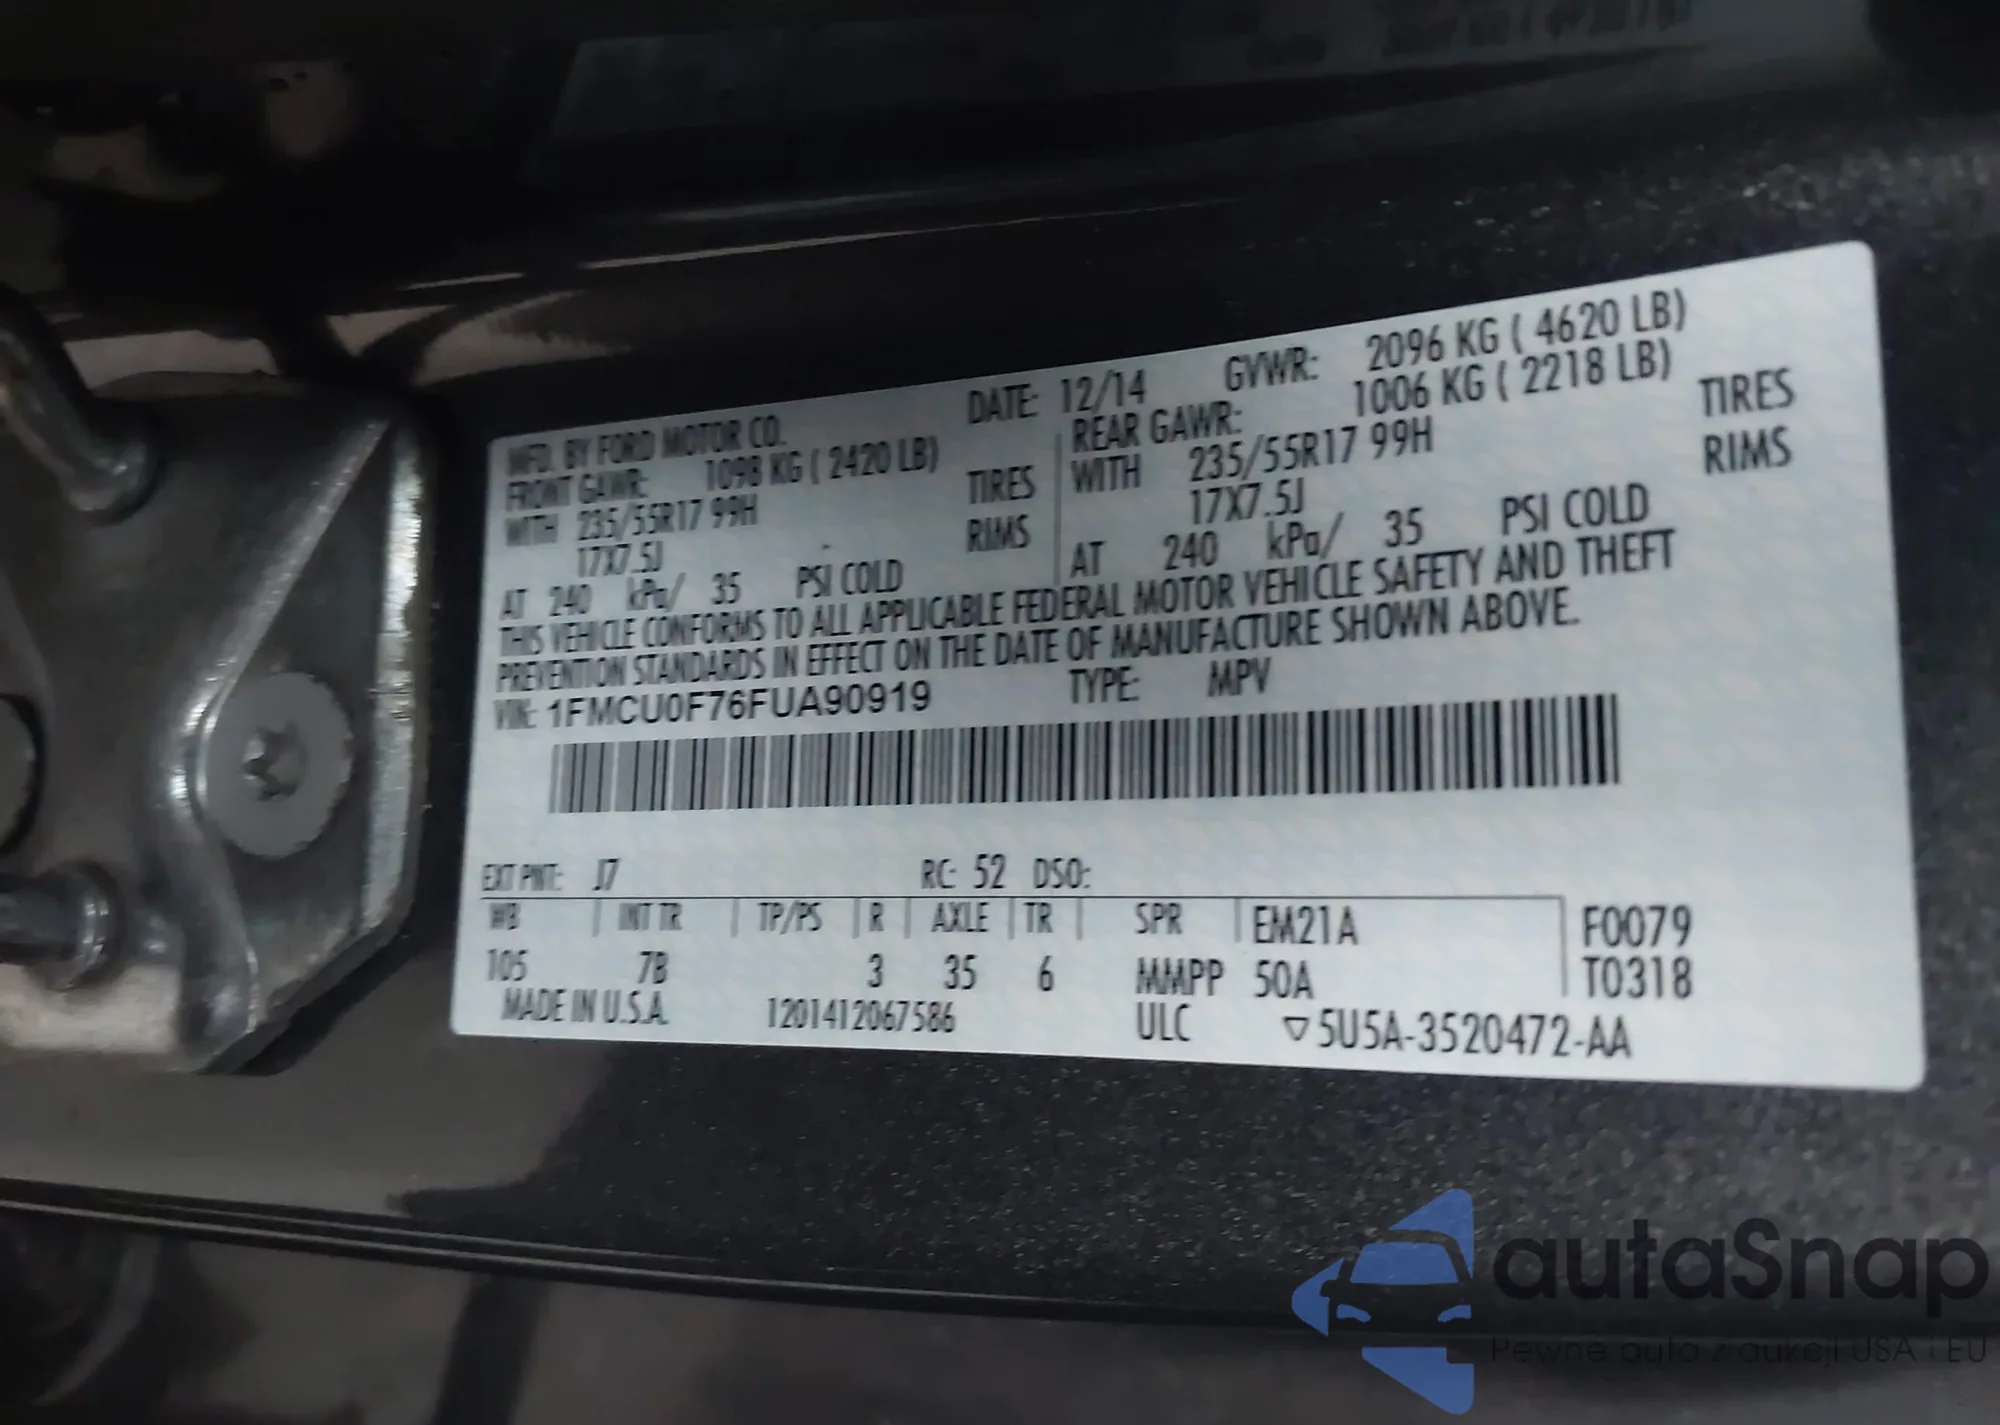 MFD. BY FORD MOTOR CO. DATE: 12/14 GVWR: 2096 KG ( 4620 LB)
FRONT GAWR: 1098 KG ( 2420 LB) REAR GAWR: 1006 KG ( 2218 LB)
WITH 235/55R17 99H TIRES WITH 235/55R17 99H TIRES
17X7.5J RIMS 17X7.5J RIMS
AT 240 kPa/ 35 PSI COLD AT 240 kPa/ 35 PSI COLD
THIS VEHICLE CONFORMS TO ALL APPLICABLE FEDERAL MOTOR VEHICLE SAFETY AND THEFT
PREVENTION STANDARDS IN EFFECT ON THE DATE OF MANUFACTURE SHOWN ABOVE.
VIN: 1FMCU0F76FUA90919 TYPE: MPV
EXT PNT: J7 RC: 52 DSO:
WB INT TR TP/PS R AXLE TR SPR EM21A F0079
105 7B 3 35 6 MMPP 50A T0318
MADE IN U.S.A. 1201412067586 ULC ▽5U5A-3520472-AA
autaSnap
Pewne auta z aukcji USA i EU